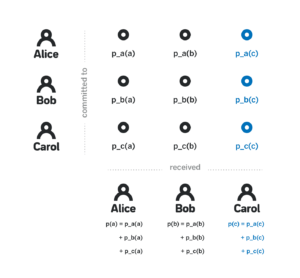 p_a(a) p_a(b) p_a(c)
Alice
committed to
p_b(a) p_b(b) p_b(c)
Bob
p_c(a) p_c(b) p_c(c)
Carol
received
Alice Bob Carol
p(a) = p_a(a) p(b) = p_a(b) p(c) = p_a(c)
+ p_b(a) + p_b(b) + p_b(c)
+ p_c(a) + p_c(b) + p_c(c)